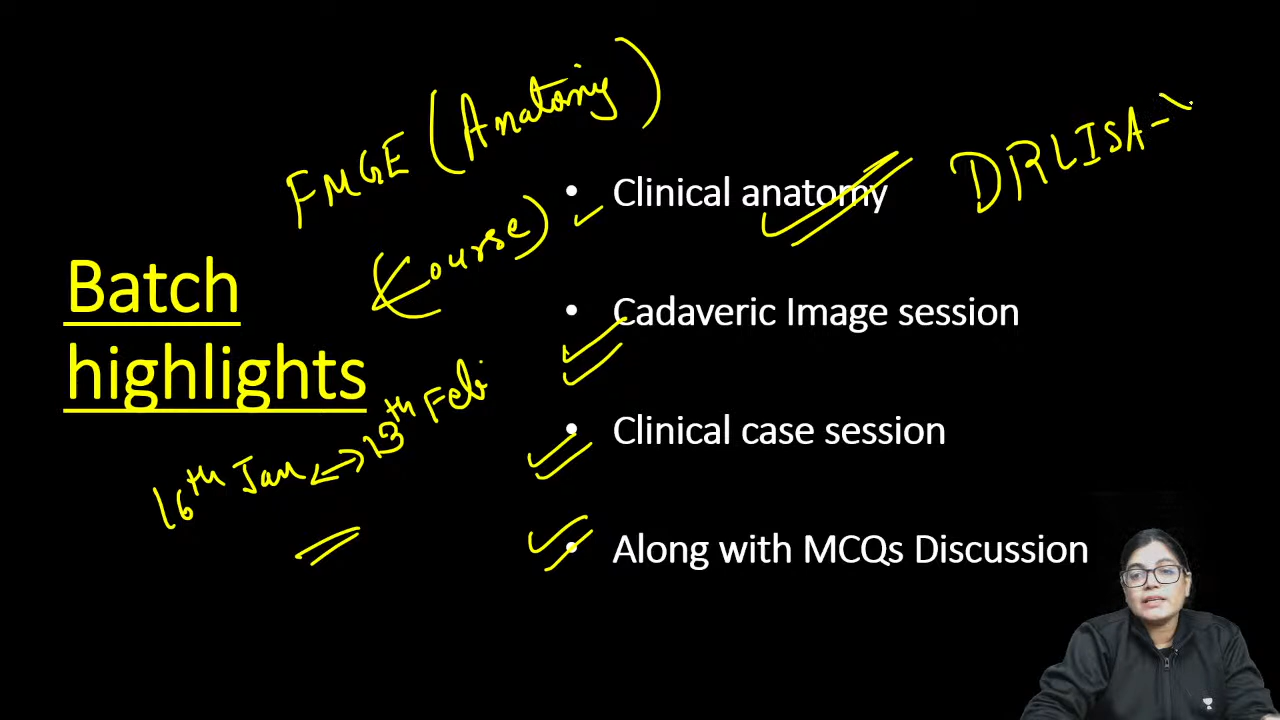 FMGE (Anatomy)
(Course)
DRLISA-
Batch
highlights
16th Jan <-> 13th Feb
• Clinical anatomy
• Cadaveric Image session
• Clinical case session
• Along with MCQs Discussion